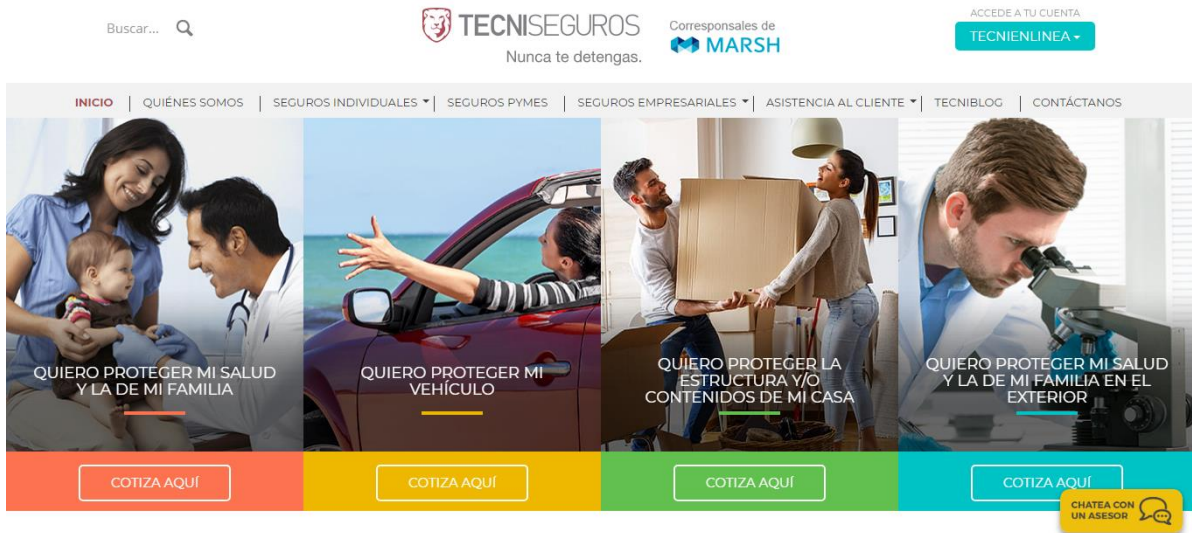 Buscar...
TECNISEGUROS
Nunca te detengas.
Corresponsales de
MARSH
ACCEDE A TU CUENTA
TECNIENLINEA
INICIO
QUIÉNES SOMOS
SEGUROS INDIVIDUALES
SEGUROS PYMES
SEGUROS EMPRESARIALES
ASISTENCIA AL CLIENTE
TECNIBLOG
CONTÁCTANOS
QUIERO PROTEGER MI SALUD
Y LA DE MI FAMILIA
COTIZA AQUÍ
QUIERO PROTEGER MI
VEHÍCULO
COTIZA AQUÍ
QUIERO PROTEGER LA
ESTRUCTURA Y/O
CONTENIDOS DE MI CASA
COTIZA AQUÍ
QUIERO PROTEGER MI SALUD
Y LA DE MI FAMILIA EN EL
EXTERIOR
COTIZA AQUÍ
CHATEA CON
UN ASESOR